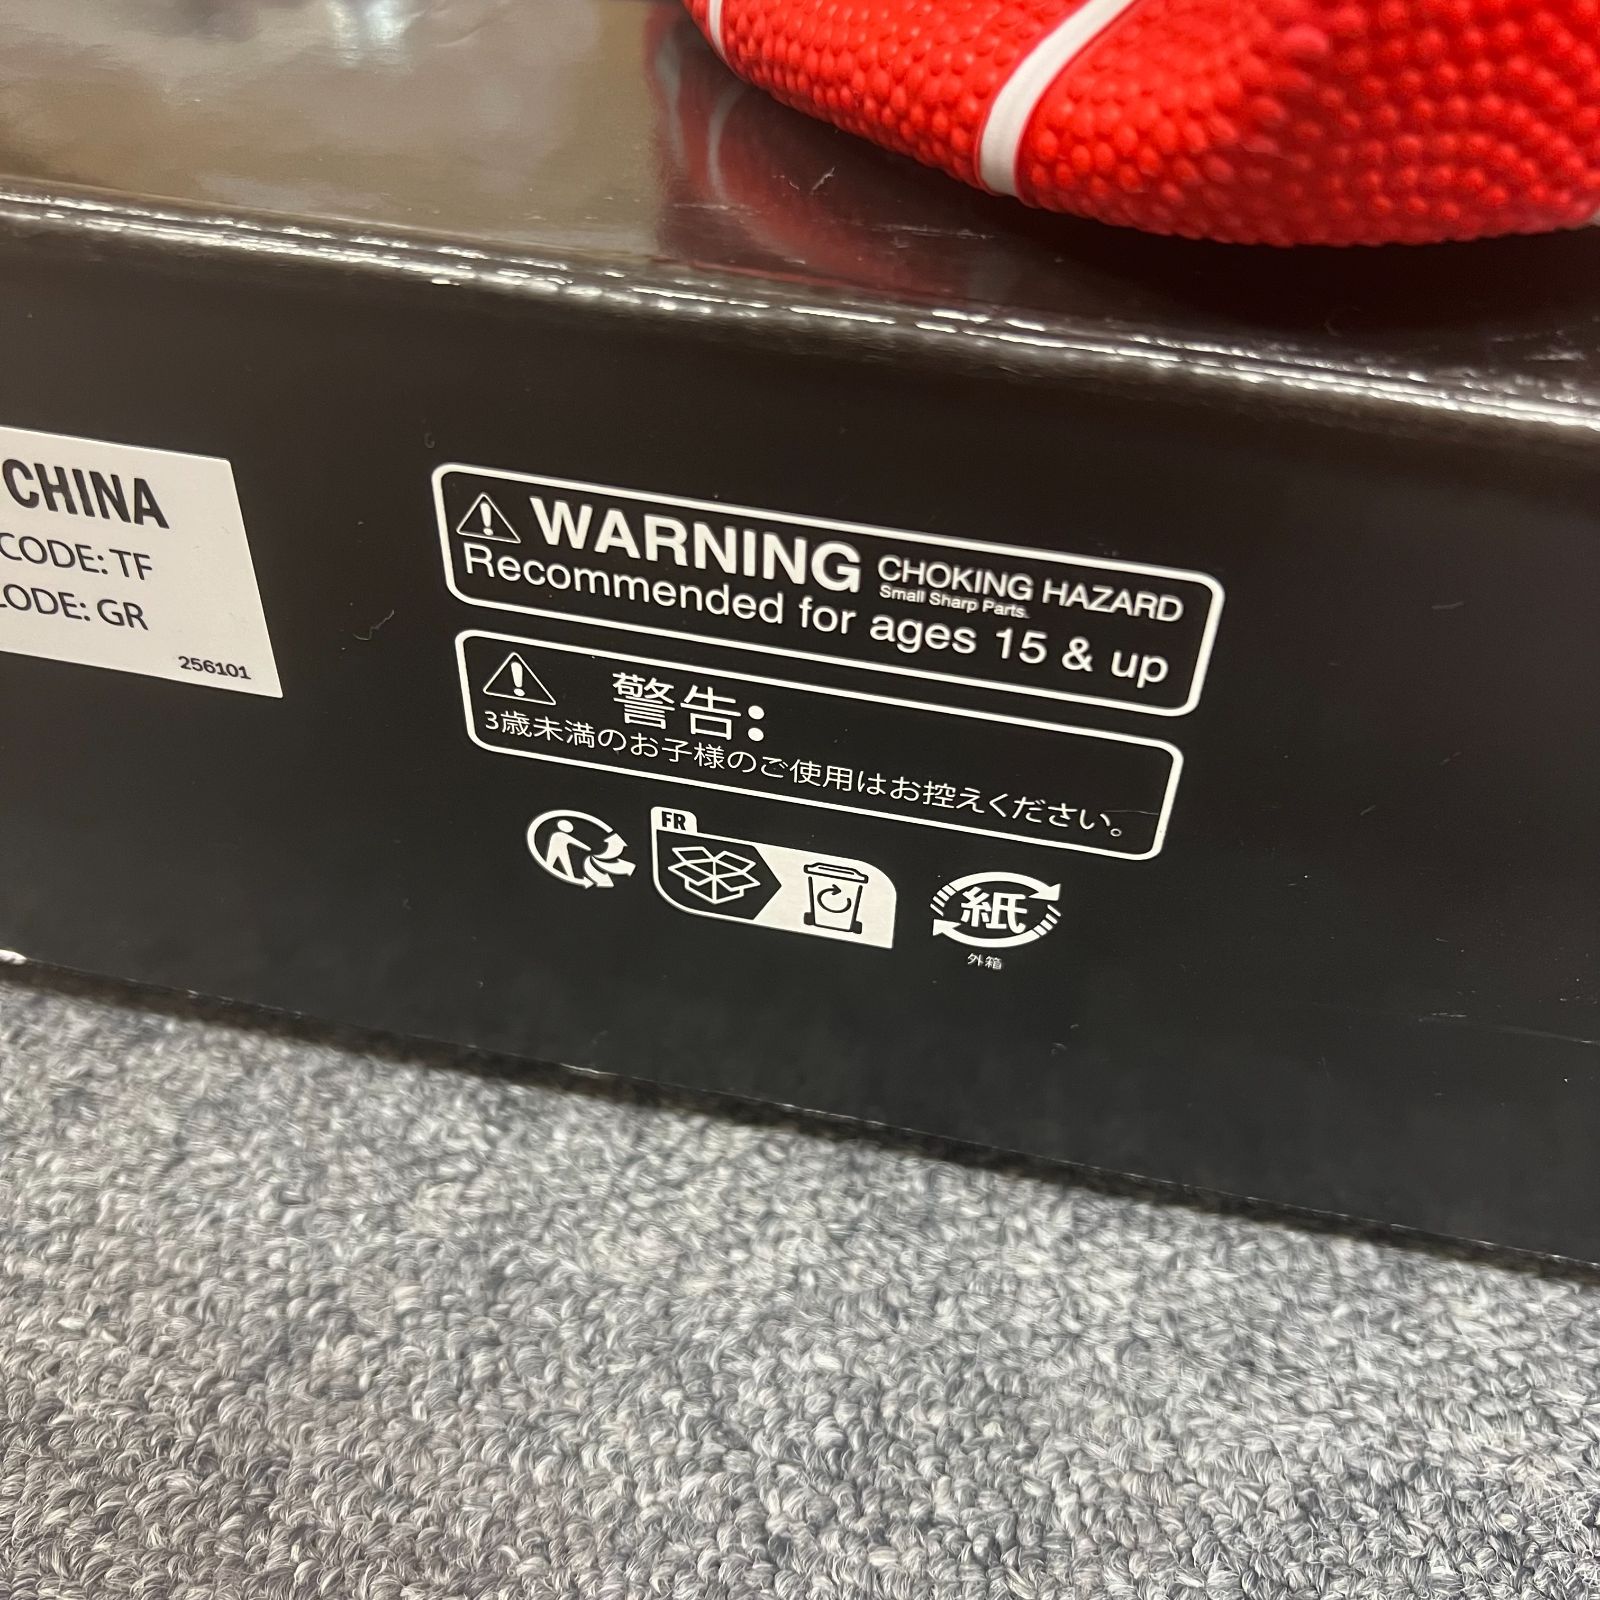 CHINA
CODE: TF
CODE: GR
256101
WARNING CHOKING HAZARD
Small Sharp Parts.
Recommended for ages 15 & up
警告:
3歳未満のお子様のご使用はお控えください。
FR
紙
外箱